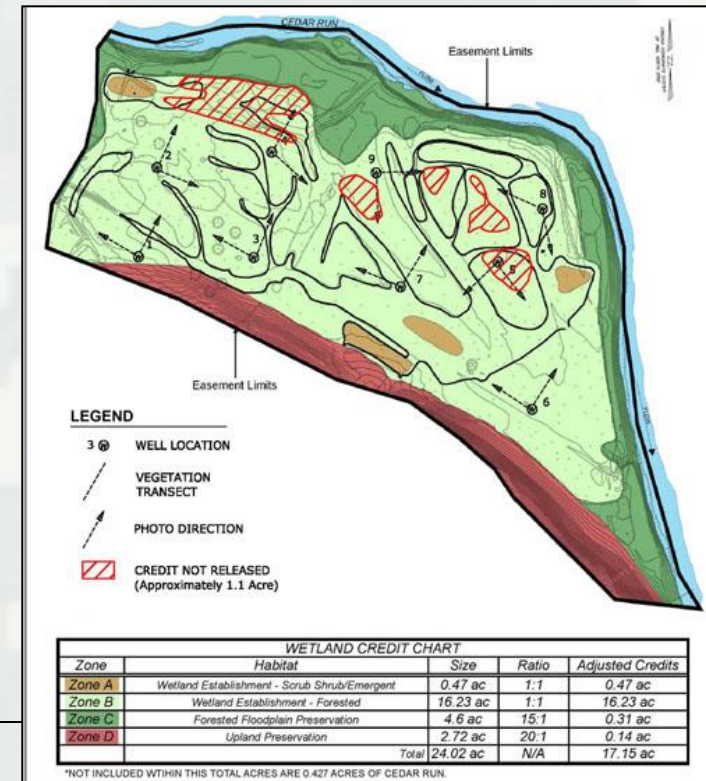 CEDAR RUN
Easement Limits
FLOW
9
2
8
1
3
5
7
6
FLOW
Easement Limits
LEGEND
3 W WELL LOCATION
VEGETATION
TRANSECT
PHOTO DIRECTION
CREDIT NOT RELEASED
(Approximately 1.1 Acre)
WETLAND CREDIT CHART
Zone Habitat Size Ratio Adjusted Credits
Zone A Wetland Establishment - Scrub Shrub/Emergent 0.47 ac 1:1 0.47 ac
Zone B Wetland Establishment - Forested 16.23 ac 1:1 16.23 ac
Zone C Forested Floodplain Preservation 4.6 ac 15:1 0.31 ac
Zone D Upland Preservation 2.72 ac 20:1 0.14 ac
Total 24.02 ac N/A 17.15 ac
*NOT INCLUDED WTIHIN THIS TOTAL ACRES ARE 0.427 ACRES OF CEDAR RUN.